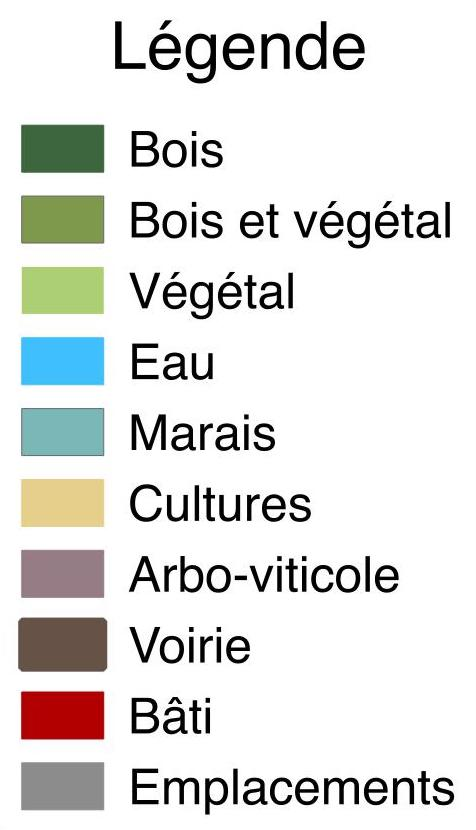 Légende
Bois
Bois et végétal
Végétal
Eau
Marais
Cultures
Arbo-viticole
Voirie
Bâti
Emplacements